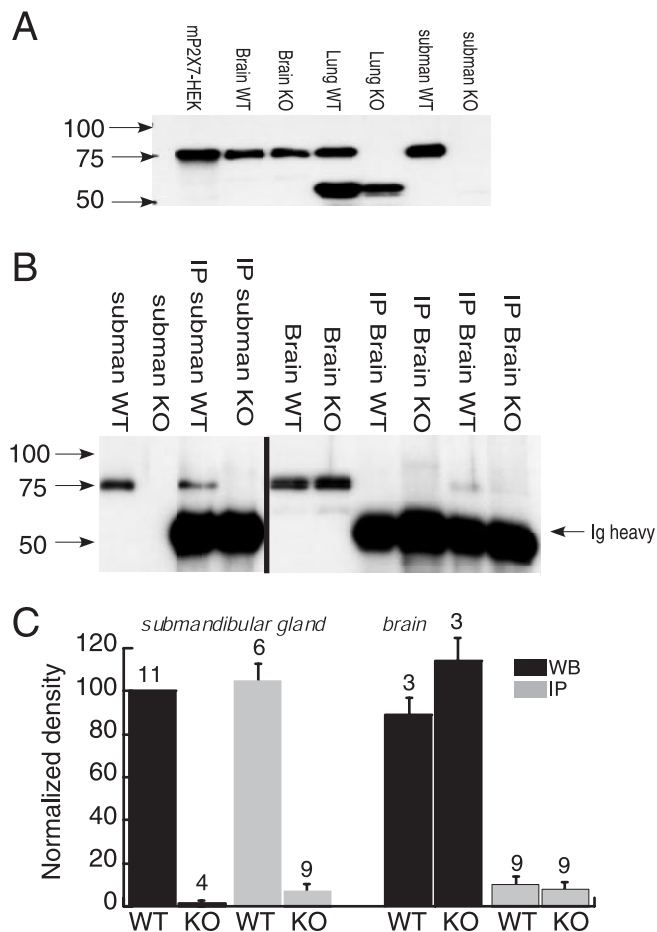 A
mP2X7-HEK
Brain WT
Brain KO
Lung WT
Lung KO
subman WT
subman KO
100
75
50
B
subman WT
subman KO
IP subman WT
IP subman KO
Brain WT
Brain KO
IP Brain WT
IP Brain KO
IP Brain WT
IP Brain KO
100
75
50
Ig heavy
C
submandibular gland
brain
Normalized density
120
100
80
60
40
20
0
11
4
6
9
3
3
9
9
WB
IP
WT KO WT KO WT KO WT KO